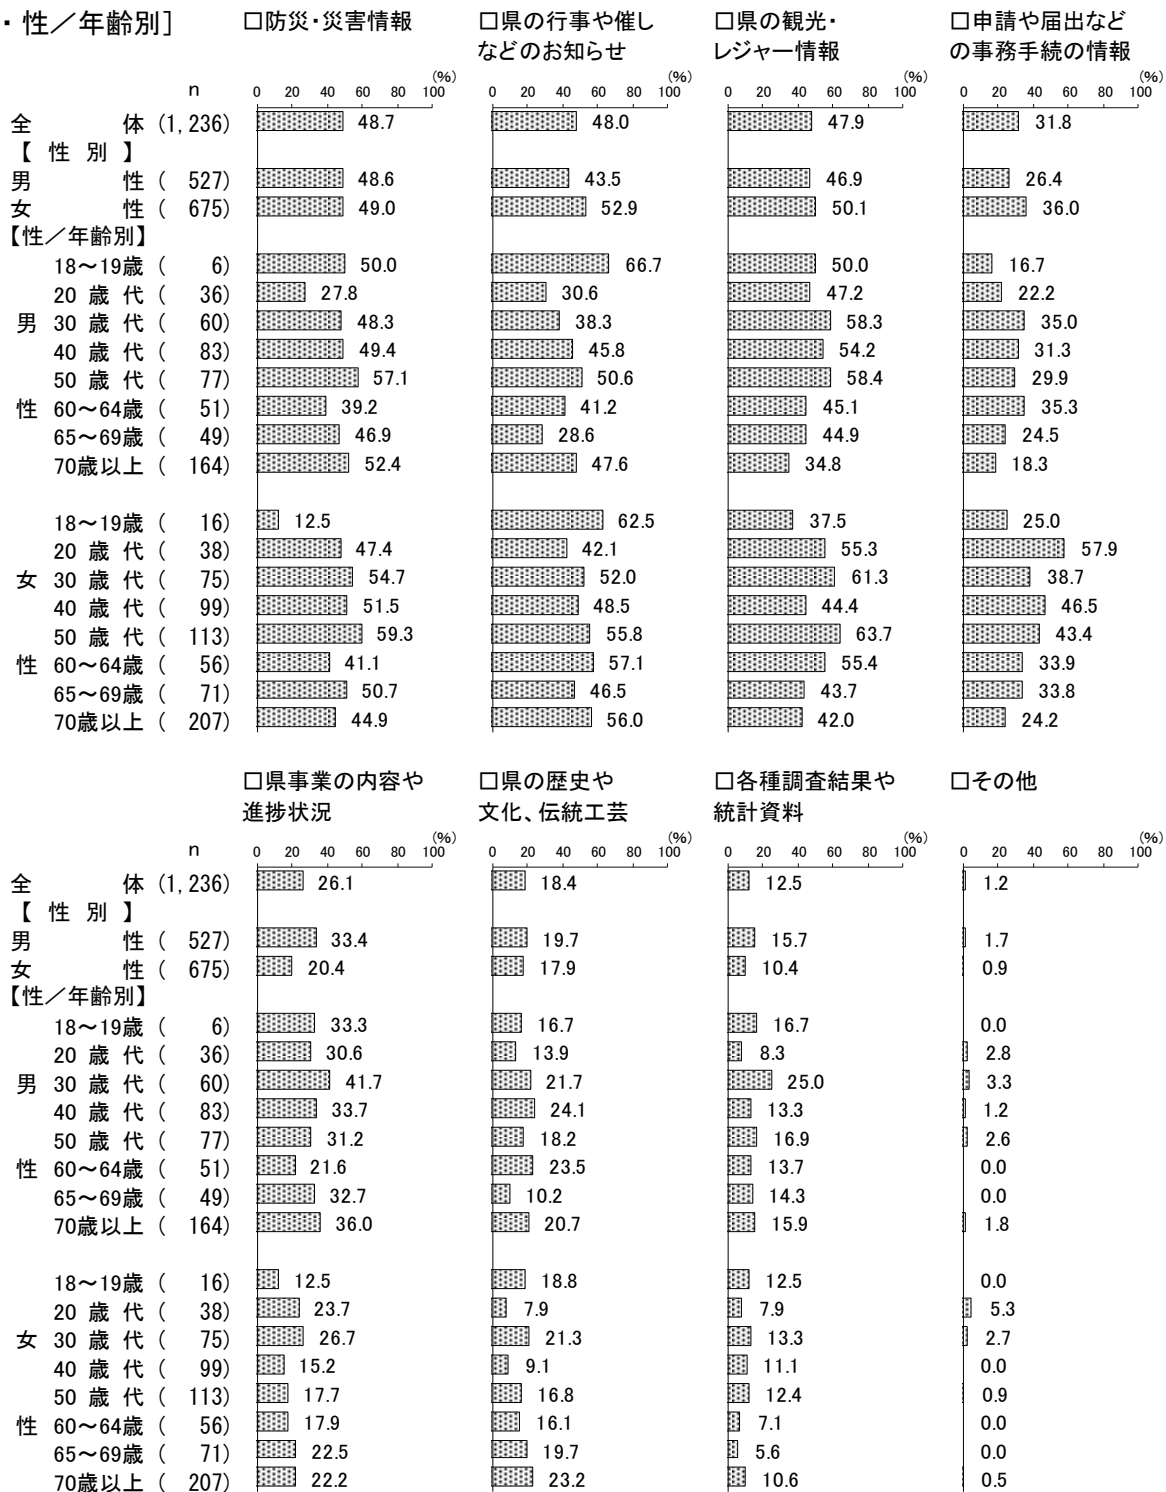 ・性／年齢別］
□防災・災害情報 □県の行事や催し □県の観光・ □申請や届出など
などのお知らせ レジャー情報 の事務手続の情報
(%) (%) (%) (%)
n 0 20 40 60 80 100 0 20 40 60 80 100 0 20 40 60 80 100 0 20 40 60 80 100
全体 (1,236) 48.7 48.0 47.9 31.8
【性別】
男性 ( 527) 48.6 43.5 46.9 26.4
女性 ( 675) 49.0 52.9 50.1 36.0
【性／年齢別】
18～19歳 ( 6) 50.0 66.7 50.0 16.7
20歳代 ( 36) 27.8 30.6 47.2 22.2
男 30歳代 ( 60) 48.3 38.3 58.3 35.0
40歳代 ( 83) 49.4 45.8 54.2 31.3
50歳代 ( 77) 57.1 50.6 58.4 29.9
性 60～64歳 ( 51) 39.2 41.2 45.1 35.3
65～69歳 ( 49) 46.9 28.6 44.9 24.5
70歳以上 ( 164) 52.4 47.6 34.8 18.3
18～19歳 ( 16) 12.5 62.5 37.5 25.0
20歳代 ( 38) 47.4 42.1 55.3 57.9
女 30歳代 ( 75) 54.7 52.0 61.3 38.7
40歳代 ( 99) 51.5 48.5 44.4 46.5
50歳代 ( 113) 59.3 55.8 63.7 43.4
性 60～64歳 ( 56) 41.1 57.1 55.4 33.9
65～69歳 ( 71) 50.7 46.5 43.7 33.8
70歳以上 ( 207) 44.9 56.0 42.0 24.2
□県事業の内容や □県の歴史や □各種調査結果や □その他
進捗状況 文化、伝統工芸 統計資料
(%) (%) (%) (%)
n 0 20 40 60 80 100 0 20 40 60 80 100 0 20 40 60 80 100 0 20 40 60 80 100
全体 (1,236) 26.1 18.4 12.5 1.2
【性別】
男性 ( 527) 33.4 19.7 15.7 1.7
女性 ( 675) 20.4 17.9 10.4 0.9
【性／年齢別】
18～19歳 ( 6) 33.3 16.7 16.7 0.0
20歳代 ( 36) 30.6 13.9 8.3 2.8
男 30歳代 ( 60) 41.7 21.7 25.0 3.3
40歳代 ( 83) 33.7 24.1 13.3 1.2
50歳代 ( 77) 31.2 18.2 16.9 2.6
性 60～64歳 ( 51) 21.6 23.5 13.7 0.0
65～69歳 ( 49) 32.7 10.2 14.3 0.0
70歳以上 ( 164) 36.0 20.7 15.9 1.8
18～19歳 ( 16) 12.5 18.8 12.5 0.0
20歳代 ( 38) 23.7 7.9 7.9 5.3
女 30歳代 ( 75) 26.7 21.3 13.3 2.7
40歳代 ( 99) 15.2 9.1 11.1 0.0
50歳代 ( 113) 17.7 16.8 12.4 0.9
性 60～64歳 ( 56) 17.9 16.1 7.1 0.0
65～69歳 ( 71) 22.5 19.7 5.6 0.0
70歳以上 ( 207) 22.2 23.2 10.6 0.5